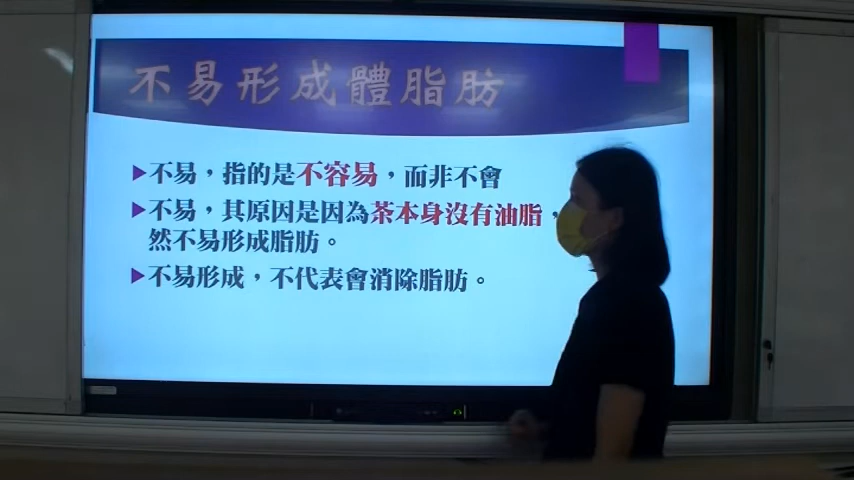 不易形成體脂肪
不易，指的是不容易，而非不會
不易，其原因是因為茶本身沒有油脂，
然不易形成脂肪。
不易形成，不代表會消除脂肪。